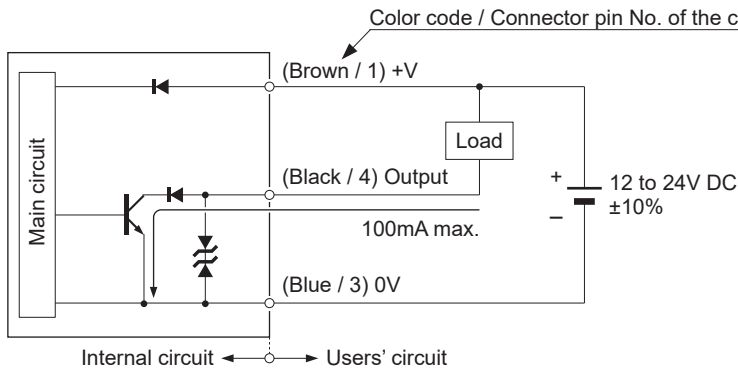 Color code / Connector pin No. of the c
(Brown / 1) +V
Load
Main circuit
(Black / 4) Output
+
12 to 24V DC
–
±10%
100mA max.
(Blue / 3) 0V
Internal circuit
Users' circuit